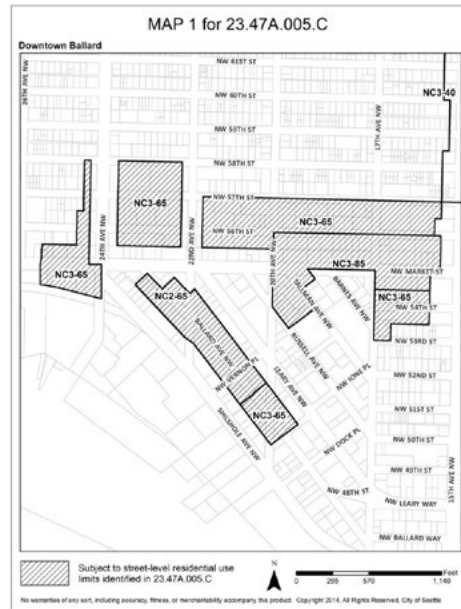 MAP 1 for 23.47A.005.C
Downtown Ballard
26TH AVE NW
NW 61ST ST
NW 60TH ST
NW 59TH ST
NW 58TH ST
NW 57TH ST
NW 56TH ST
17TH AVE NW
NC3-40
NC3-65
24TH AVE NW
22ND AVE NW
20TH AVE NW
NC3-65
NC3-65
NC3-85
NC3-65
NC2-65
NW MARKET ST
NW 54TH ST
NW 53RD ST
NW 52ND ST
NW 51ST ST
NW 50TH ST
NW 49TH ST
NW 48TH ST
NW LEARY WAY
NW BALLARD WAY
BALLARD AVE NW
TALLMAN AVE NW
BARNES AVE NW
RUSSELL AVE NW
LEARY AVE NW
NW IONE PL
NW VERNON PL
NC3-65
NW DOCK PL
SHILSHOLE AVE NW
15TH AVE NW
Subject to street-level residential use
limits identified in 23.47A.005.C
N
Feet
0 285 570 1,140
No warranties of any sort, including accuracy, fitness, or merchantability accompany this product. Copyright 2014, All Rights Reserved, City of Seattle